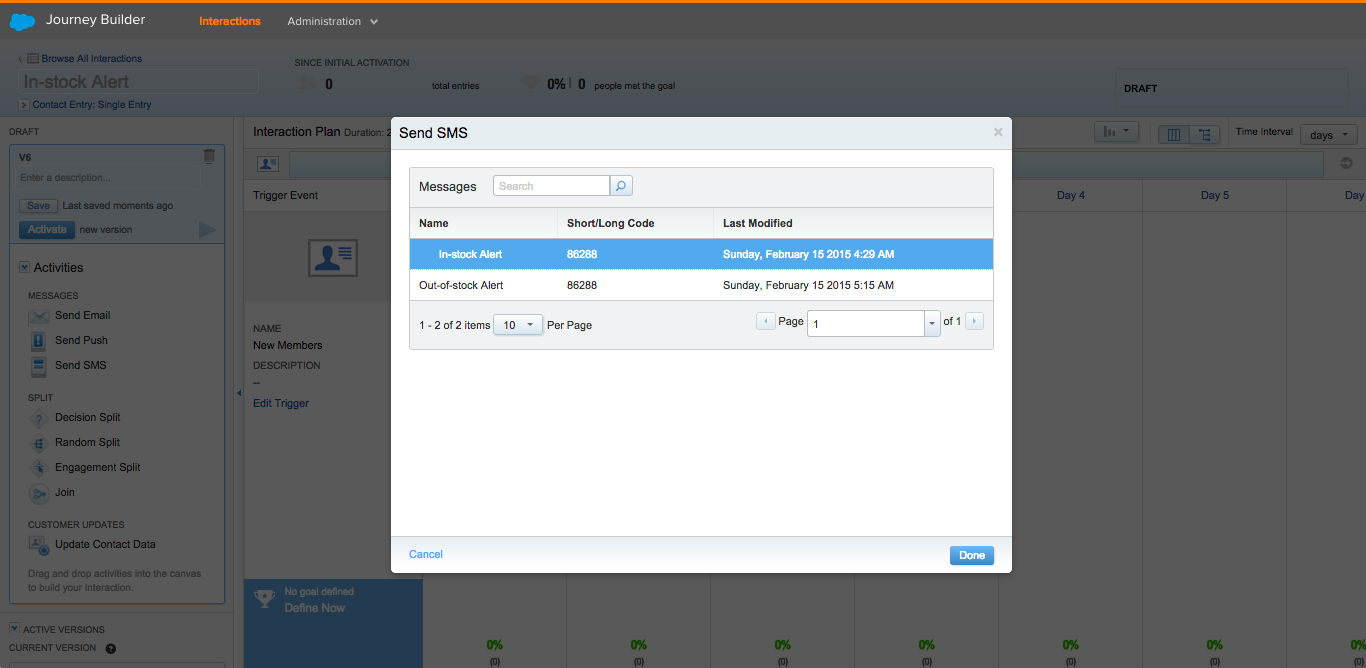 Journey Builder
Interactions
Administration
Browse All Interactions
In-stock Alert
Contact Entry: Single Entry
SINCE INITIAL ACTIVATION
0 total entries
0% | 0 people met the goal
DRAFT
DRAFT
V6
Enter a description...
Save Last saved moments ago
Activate new version
Activities
MESSAGES
Send Email
Send Push
Send SMS
SPLIT
Decision Split
Random Split
Engagement Split
Join
CUSTOMER UPDATES
Update Contact Data
Drag and drop activities into the canvas
to build your Interaction.
ACTIVE VERSIONS
CURRENT VERSION ?
Interaction Plan Duration: 2
Time Interval days
Trigger Event
Day 4 Day 5 Day
NAME
New Members
DESCRIPTION
--
Edit Trigger
No goal defined
Define Now
0% 0% 0% 0% 0% 0% 0%
(0) (0) (0) (0) (0) (0) (0)
Send SMS
Messages Search
Name Short/Long Code Last Modified
In-stock Alert 86288 Sunday, February 15 2015 4:29 AM
Out-of-stock Alert 86288 Sunday, February 15 2015 5:15 AM
1 - 2 of 2 items 10 Per Page Page 1 of 1
Cancel Done